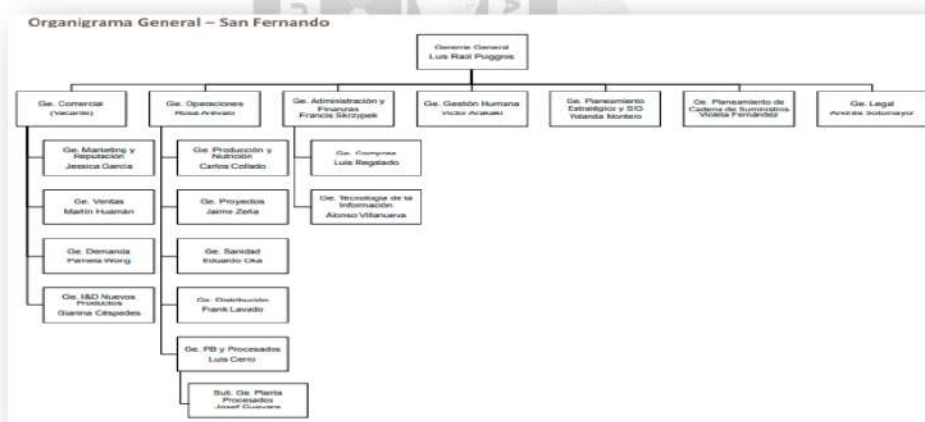 Organigrama General – San Fernando
Gerente General
Luis Raúl Puiggros
Ge. Comercial
(Vacante)
Ge. Operaciones
Rosa Arévalo
Ge. Administración y
Finanzas
Francis Skrzypek
Ge. Gestión Humana
Victor Arakaki
Ge. Planeamiento
Estratégico y SIG
Yolanda Montejo
Ge. Planeamiento de
Cadena de Suministros
Violeta Fernández
Ge. Legal
Andrés Sotomayor
Ge. Marketing y
Reputación
Jessica García
Ge. Producción y
Nutrición
Carlos Collado
Ge. Compras
Luis Regalado
Ge. Ventas
Martín Huamán
Ge. Proyectos
Jaime Zeña
Ge. Tecnología de la
Información
Alonso Villanueva
Ge. Demanda
Pamela Wong
Ge. Sanidad
Eduardo Oka
Ge. I&D Nuevos
Productos
Gianina Céspedes
Ge. Distribución
Frank Lavado
Ge. PB y Procesados
Luis Cerro
Sub. Ge. Planta
Procesados
Josef Guevara